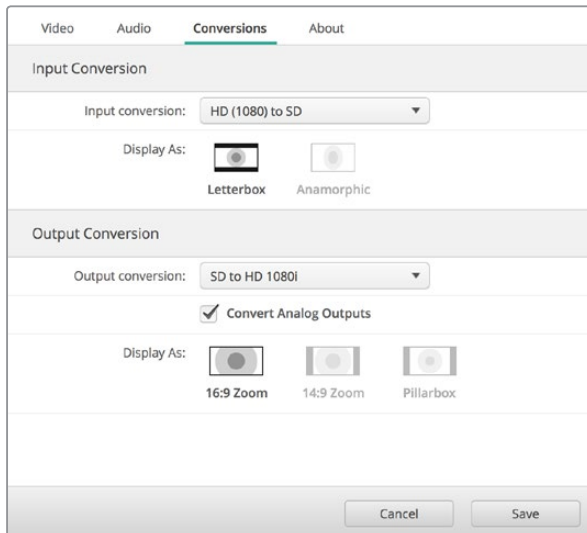 Video Audio Conversions About
Input Conversion
Input conversion: HD (1080) to SD
Display As:
Letterbox Anamorphic
Output Conversion
Output conversion: SD to HD 1080i
Convert Analog Outputs
Display As:
16:9 Zoom 14:9 Zoom Pillarbox
Cancel Save